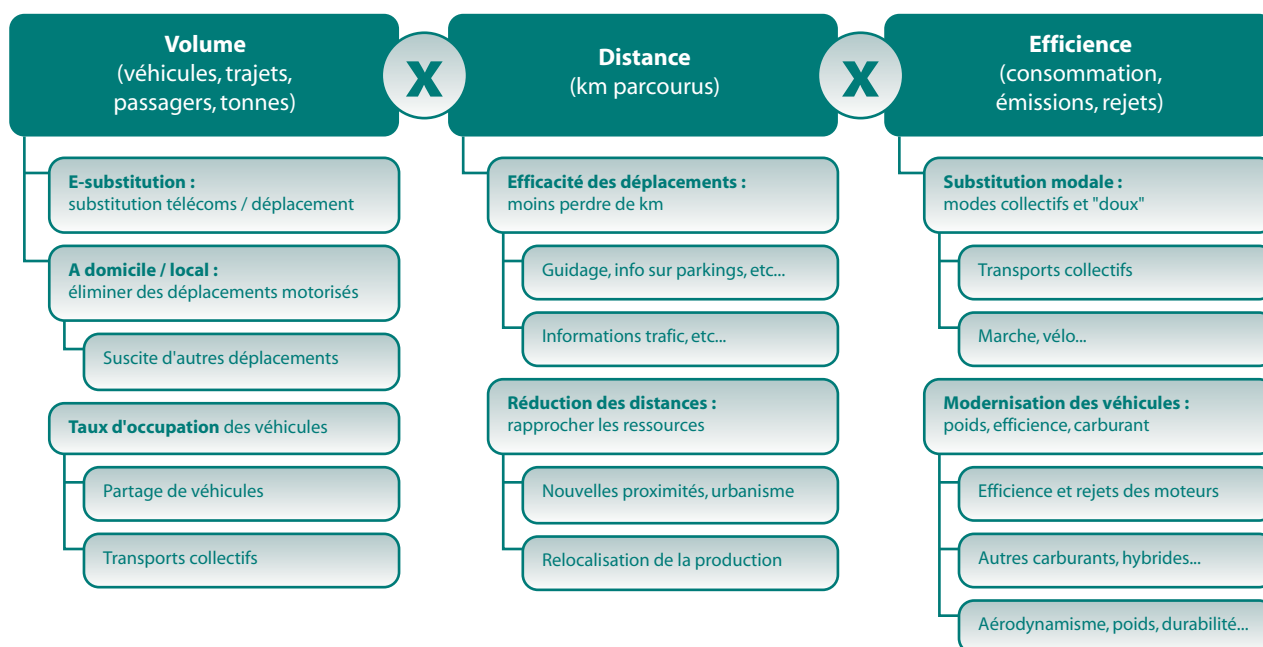 Volume
(véhicules, trajets,
passagers, tonnes)
X
Distance
(km parcourus)
X
Efficience
(consommation,
émissions, rejets)
E-substitution :
substitution télécoms / déplacement
A domicile / local :
éliminer des déplacements motorisés
Suscite d'autres déplacements
Taux d'occupation des véhicules
Partage de véhicules
Transports collectifs
Efficacité des déplacements :
moins perdre de km
Guidage, info sur parkings, etc...
Informations trafic, etc...
Réduction des distances :
rapprocher les ressources
Nouvelles proximités, urbanisme
Relocalisation de la production
Substitution modale :
modes collectifs et "doux"
Transports collectifs
Marche, vélo...
Modernisation des véhicules :
poids, efficience, carburant
Efficience et rejets des moteurs
Autres carburants, hybrides...
Aérodynamisme, poids, durabilité...